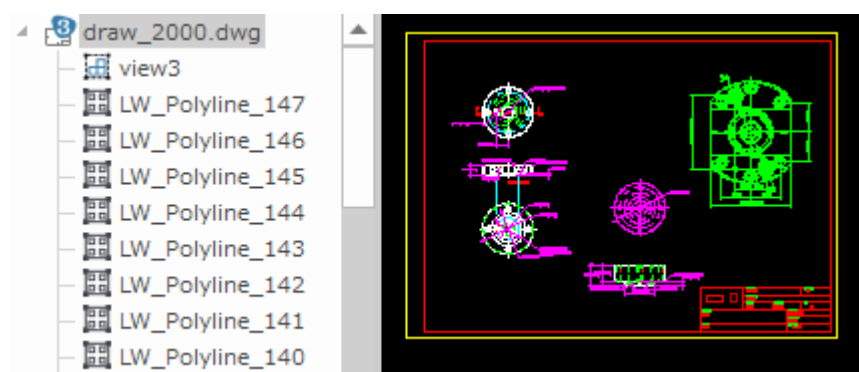 draw_2000.dwg
view3
LW_Polyline_147
LW_Polyline_146
LW_Polyline_145
LW_Polyline_144
LW_Polyline_143
LW_Polyline_142
LW_Polyline_141
LW_Polyline_140